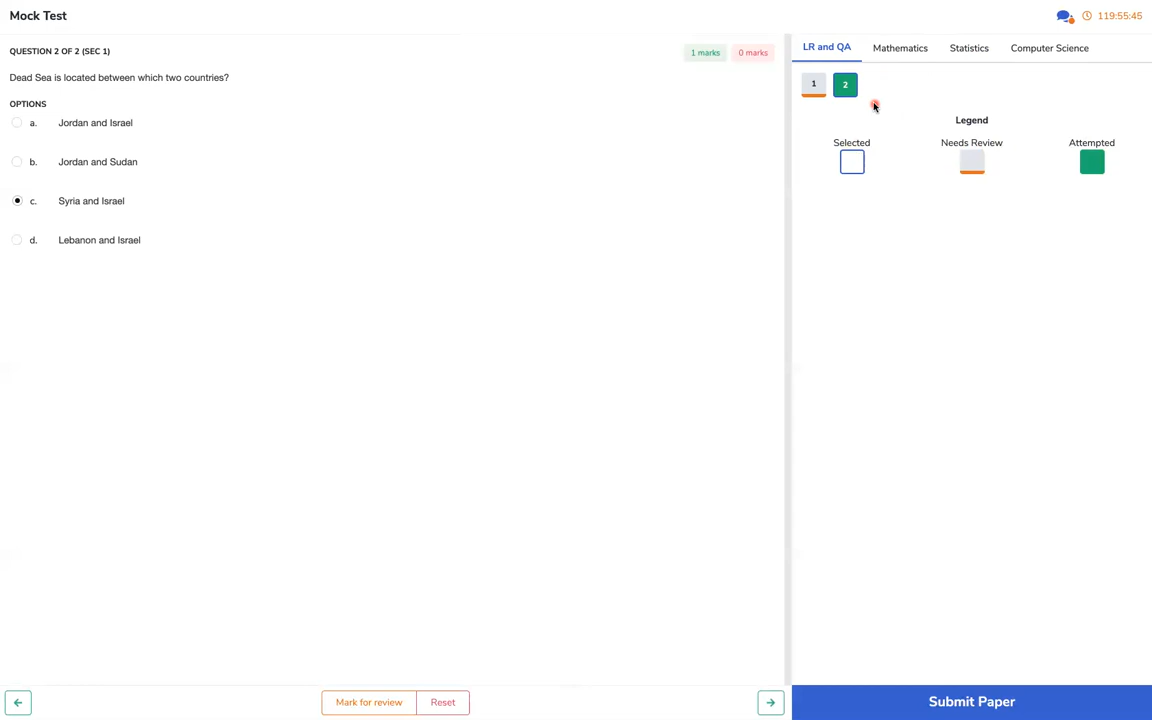 Mock Test
119:55:45
QUESTION 2 OF 2 (SEC 1)
1 marks
0 marks
Dead Sea is located between which two countries?
OPTIONS
a. Jordan and Israel
b. Jordan and Sudan
c. Syria and Israel
d. Lebanon and Israel
Mark for review
Reset
LR and QA
Mathematics
Statistics
Computer Science
1
2
Legend
Selected
Needs Review
Attempted
Submit Paper